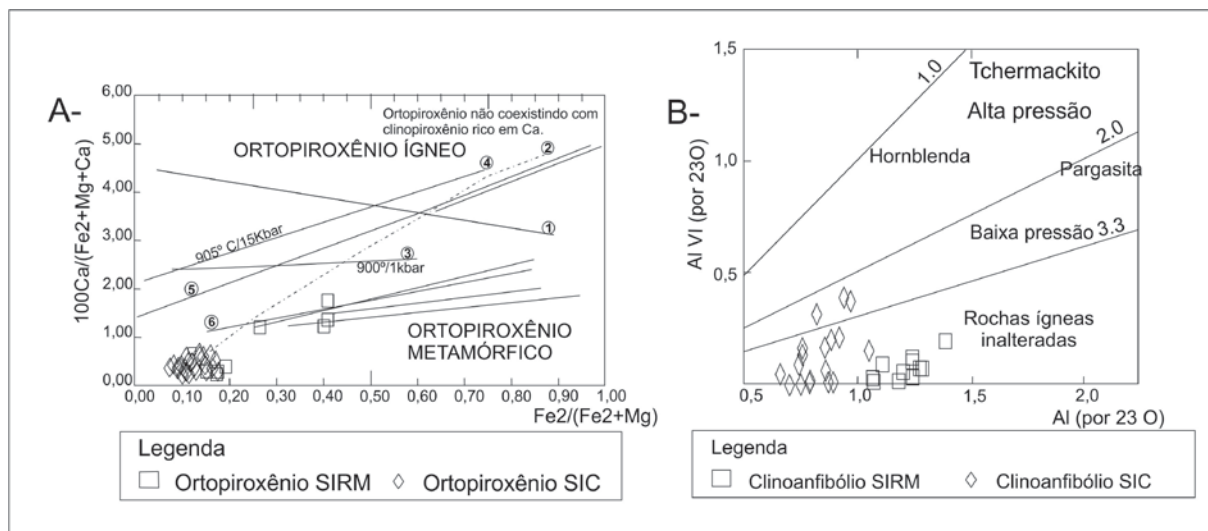 A-
6,00
5,00
4,00
3,00
2,00
1,00
0,00
100Ca/(Fe2+Mg+Ca)
Ortopiroxênio não coexistindo com
clinopiroxênio rico em Ca.
ORTOPIROXÊNIO ÍGNEO
4
2
1
905° C/15Kbar
3
900°/1kbar
5
6
ORTOPIROXÊNIO
METAMÓRFICO
0,00 0,10 0,20 0,30 0,40 0,50 0,60 0,70 0,80 0,90 1,00
Fe2/(Fe2+Mg)
Legenda
Ortopiroxênio SIRM Ortopiroxênio SIC
B-
1,5
1,0
0,5
0
Al VI (por 23O)
1.0
Tchermackito
Alta pressão
2.0
Hornblenda
Pargasita
Baixa pressão
3.3
Rochas ígneas
inalteradas
0,5 1,0 1,5 2,0
Al (por 23 O)
Legenda
Clinoanfibólio SIRM Clinoanfibólio SIC